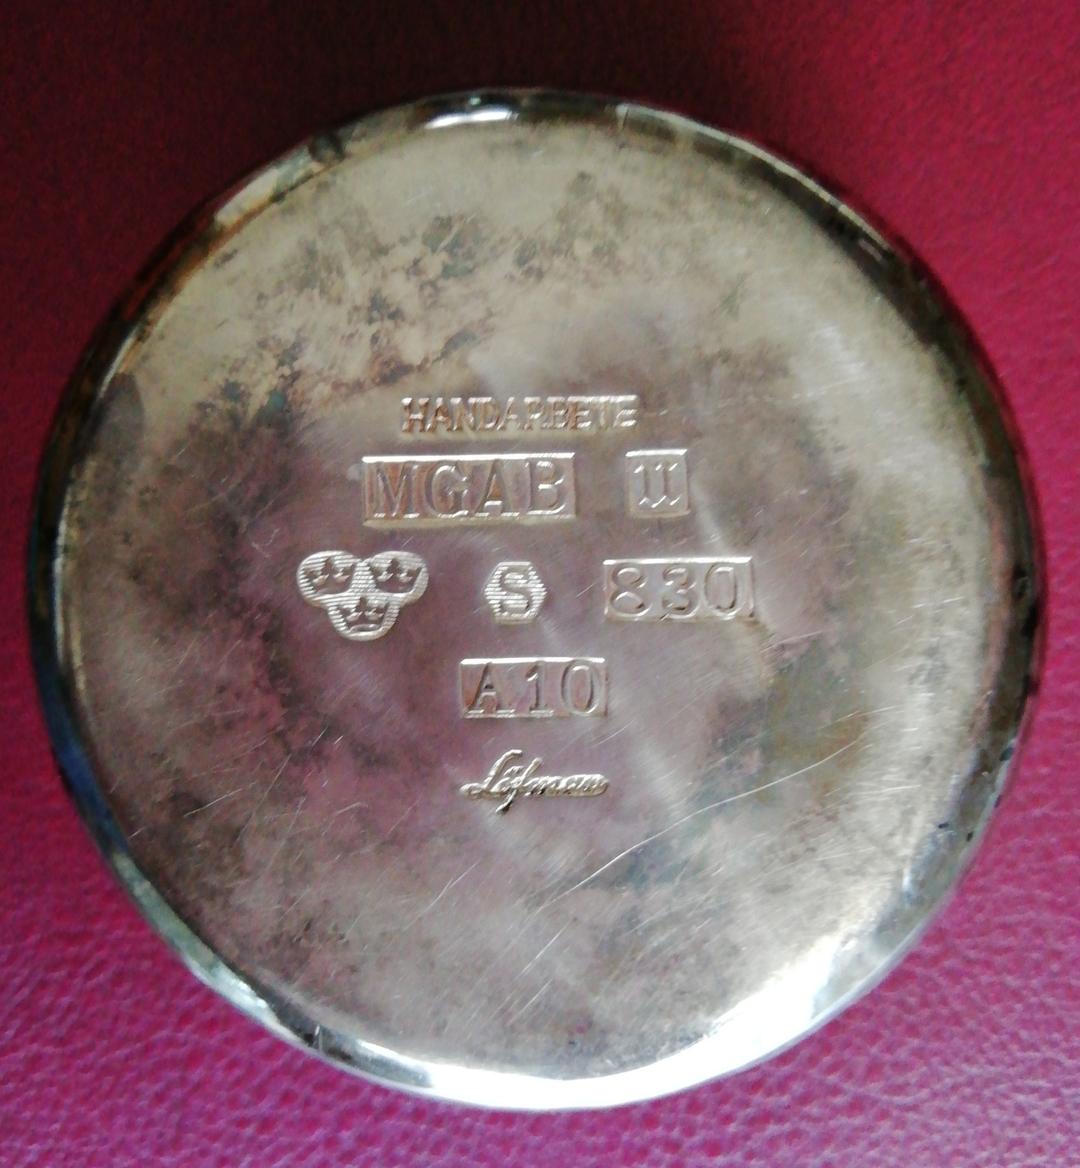 HANDARBETE
MGAB U
S 830
A10
Löfman